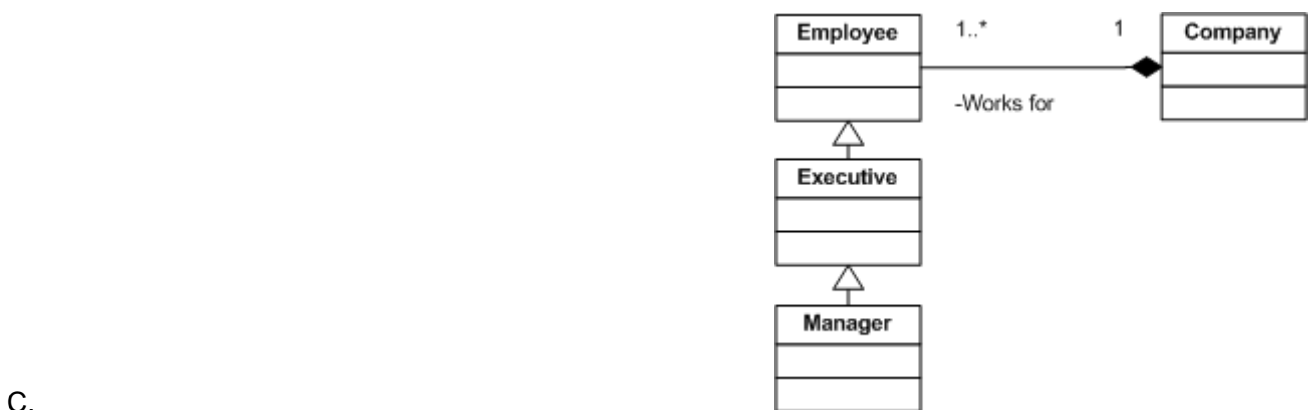 Employee 1..* 1 Company
-Works for
Executive
Manager
C.